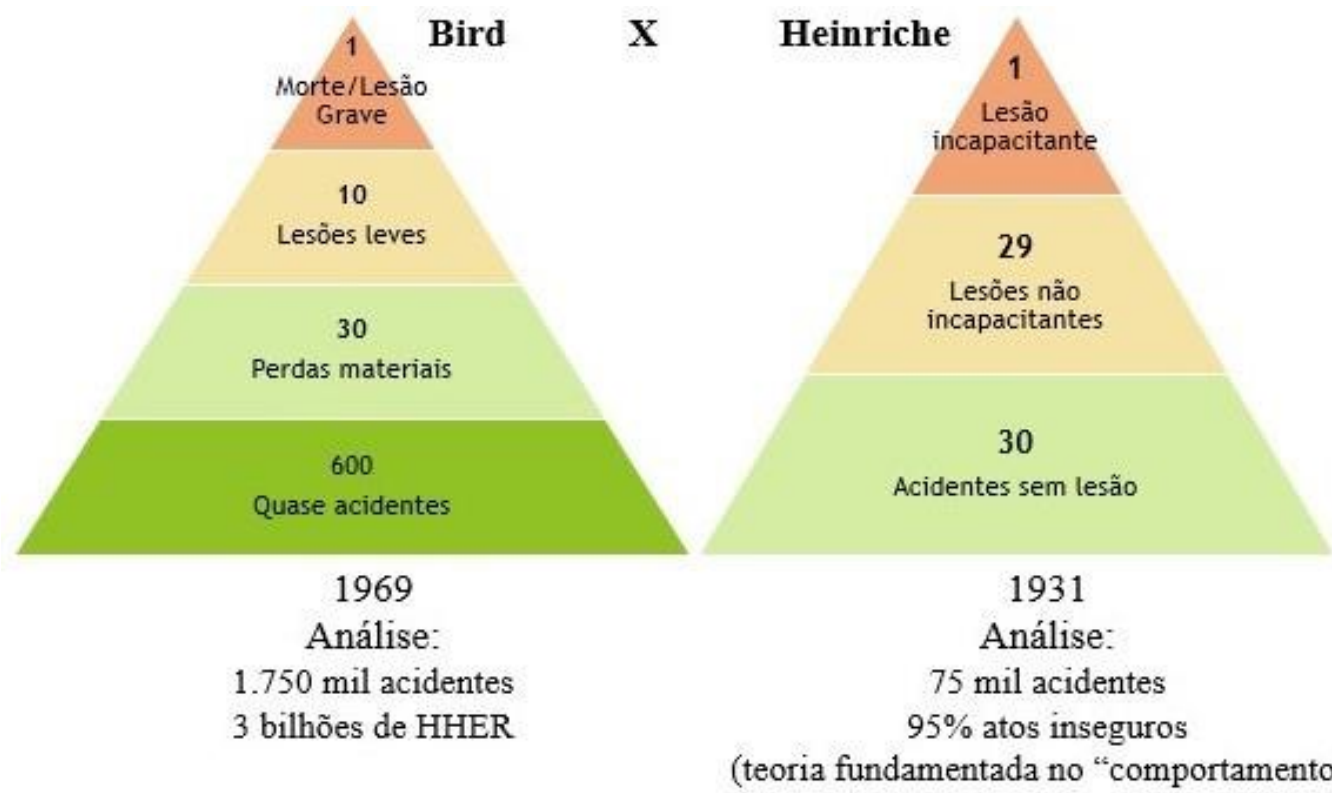 Bird X Heinriche
1
Morte/Lesão
Grave
10
Lesões leves
30
Perdas materiais
600
Quase acidentes
1969
Análise:
1.750 mil acidentes
3 bilhões de HHER
1
Lesão
incapacitante
29
Lesões não
incapacitantes
30
Acidentes sem lesão
1931
Análise:
75 mil acidentes
95% atos inseguros
(teoria fundamentada no “comportamento